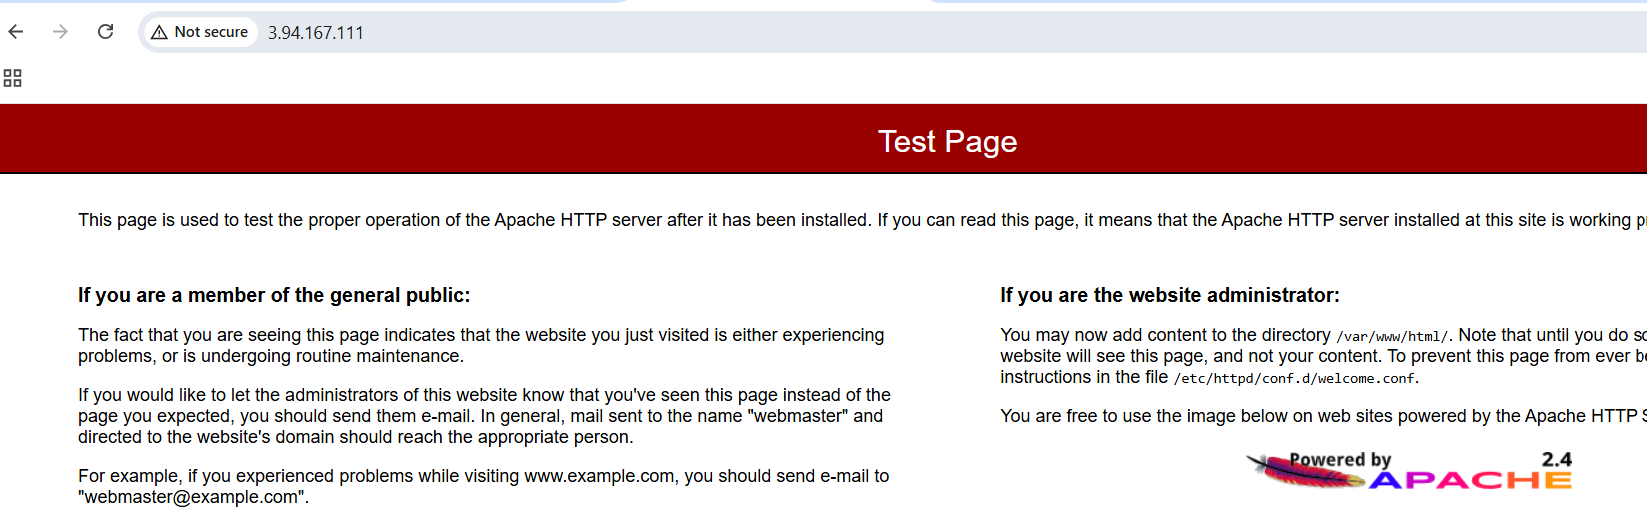 Not secure
3.94.167.111
Test Page
This page is used to test the proper operation of the Apache HTTP server after it has been installed. If you can read this page, it means that the Apache HTTP server installed at this site is working
If you are a member of the general public:
The fact that you are seeing this page indicates that the website you just visited is either experiencing
problems, or is undergoing routine maintenance.
If you would like to let the administrators of this website know that you've seen this page instead of the
page you expected, you should send them e-mail. In general, mail sent to the name "webmaster" and
directed to the website's domain should reach the appropriate person.
For example, if you experienced problems while visiting www.example.com, you should send e-mail to
"webmaster@example.com".
If you are the website administrator:
You may now add content to the directory /var/www/html/. Note that until you do
website will see this page, and not your content. To prevent this page from ever
instructions in the file /etc/httpd/conf.d/welcome.conf.
You are free to use the image below on web sites powered by the Apache HTTP
Powered by 2.4
APACHE